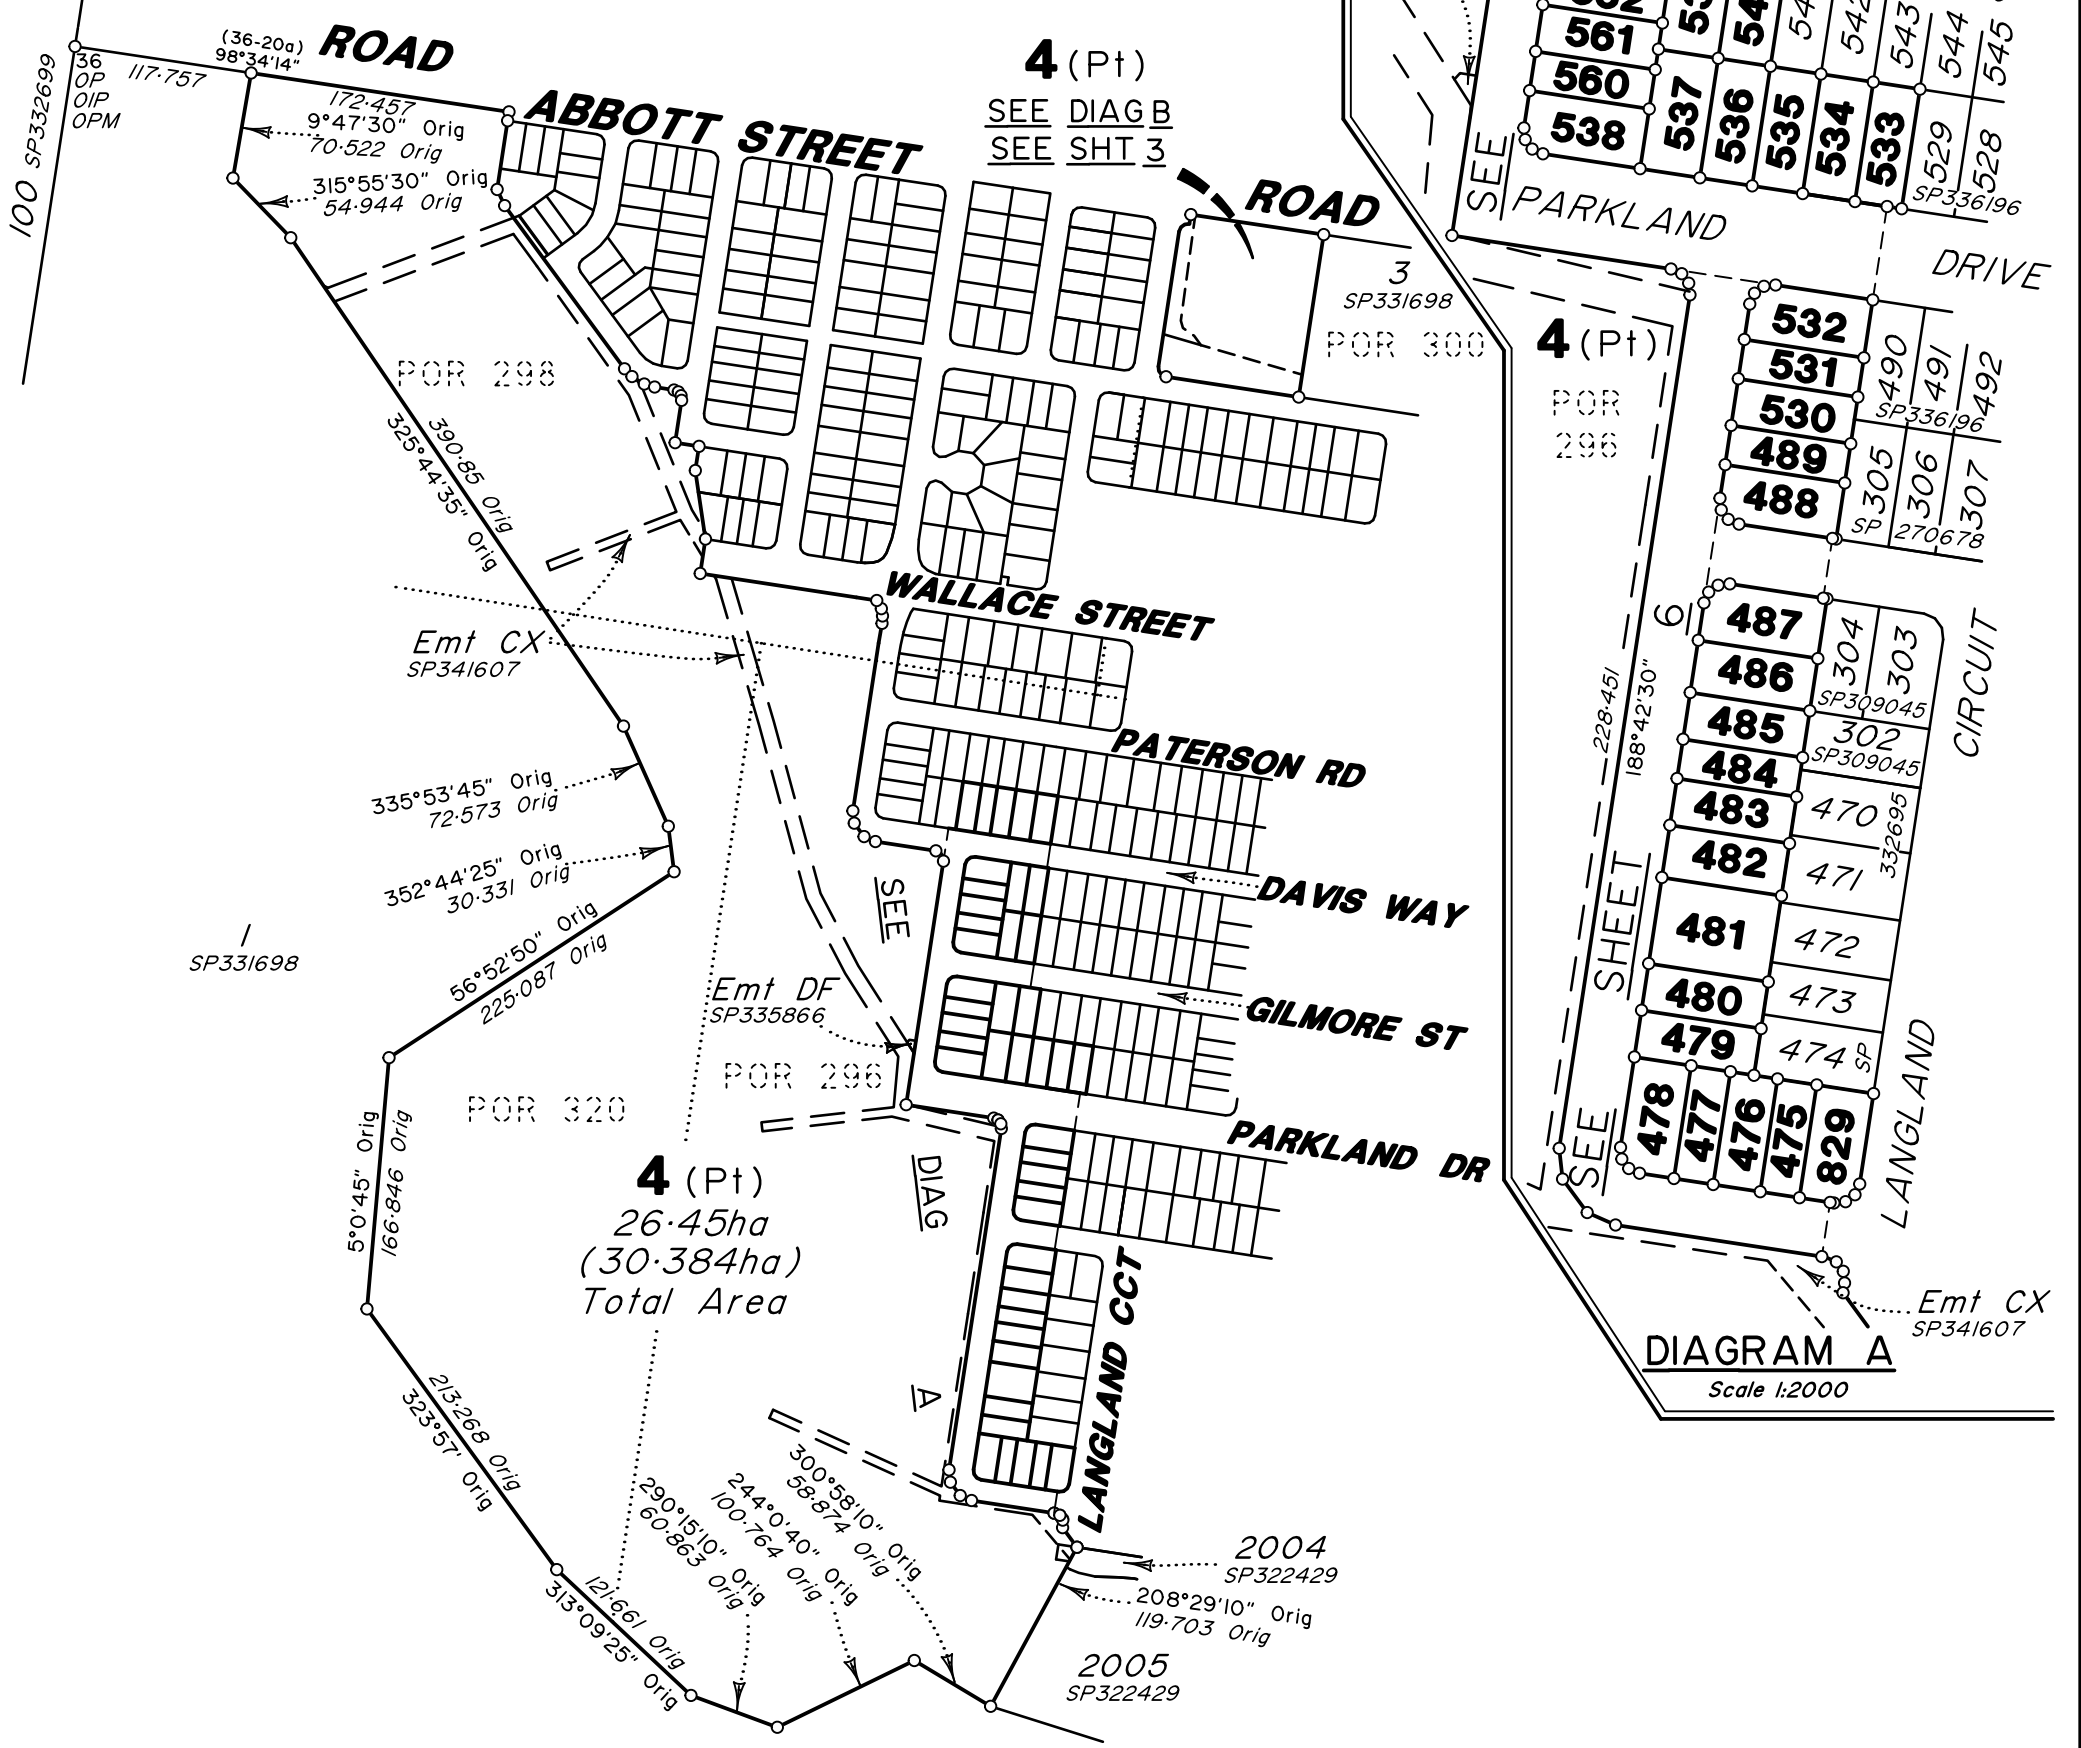 ROAD
(36-20a)
98°34'14"
36
OP
OIP
OPM
117·757
100 SP332699
172·457
9°47'30" Orig
70·522 Orig
315°55'30" Orig
54·944 Orig
ABBOTT STREET
4 (Pt)
SEE DIAG B
SEE SHT 3
ROAD
3
SP331698
POR 300
POR 298
390·85 Orig
325°44'35" Orig
Emt CX
SP341607
WALLACE STREET
PATERSON RD
335°53'45" Orig
72·573 Orig
352°44'25" Orig
30·331 Orig
DAVIS WAY
SEE
1
SP331698
56°52'50" Orig
225·087 Orig
Emt DF
SP335866
GILMORE ST
POR 296
POR 320
PARKLAND DR
5°0'45" Orig
166·846 Orig
4 (Pt)
26·45ha
(30·384ha)
Total Area
DIAG
A
LANGLAND CCT
213·268 Orig
323°57' Orig
121·661 Orig
313°09'25" Orig
290°15'10" Orig
60·863 Orig
244°0'40" Orig
100·764 Orig
300°58'10" Orig
58·874 Orig
2004
SP322429
208°29'10" Orig
119·703 Orig
2005
SP322429
561
560
538
537
536
535
534
533
542
543
544
545
529
528
SP336196
SEE
PARKLAND
DRIVE
4 (Pt)
POR
296
532
531
530
489
488
490
491
492
SP336196
305
306
307
SP 270678
487
486
485
484
483
482
481
480
479
478
477
476
475
829
304
303
SP309045
302
SP309045
470
471
472
473
474
SP
332695
CIRCUIT
LANGLAND
228·451
188°42'30"
SEE
SHEET
6
Emt CX
SP341607
DIAGRAM A
Scale 1:2000